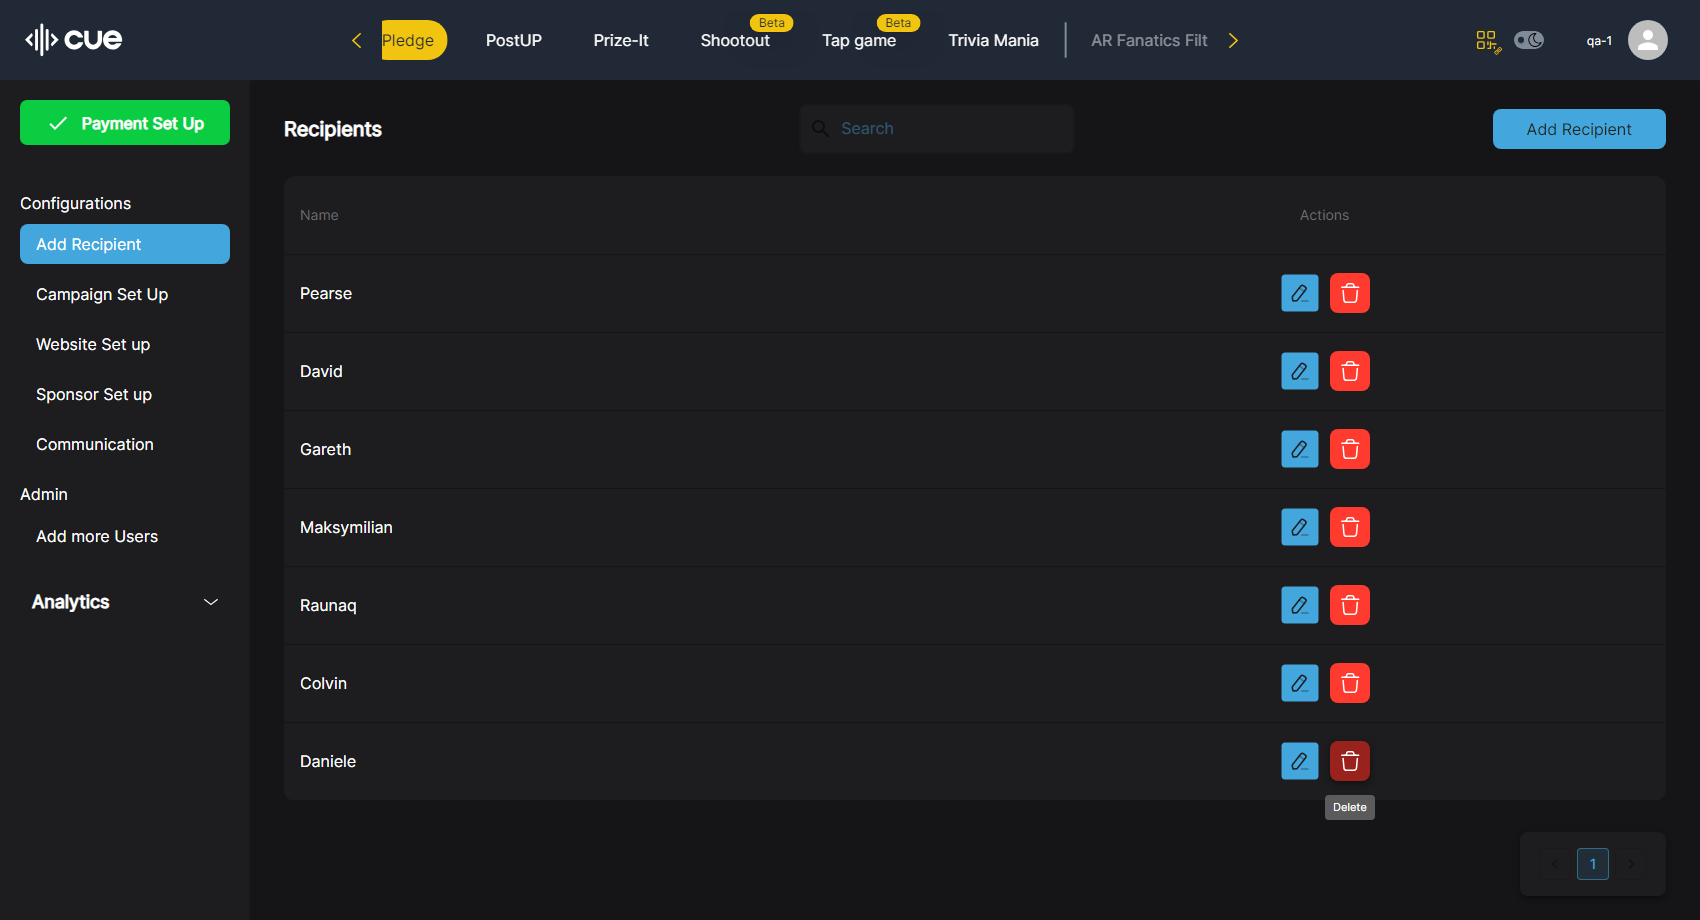 cue
Pledge
PostUP
Prize-It
Shootout
Beta
Tap game
Beta
Trivia Mania
AR Fanatics Filt
qa-1
Payment Set Up
Configurations
Add Recipient
Campaign Set Up
Website Set up
Sponsor Set up
Communication
Admin
Add more Users
Analytics
Recipients
Search
Add Recipient
Name
Actions
Pearse
David
Gareth
Maksymilian
Raunaq
Colvin
Daniele
Delete
1